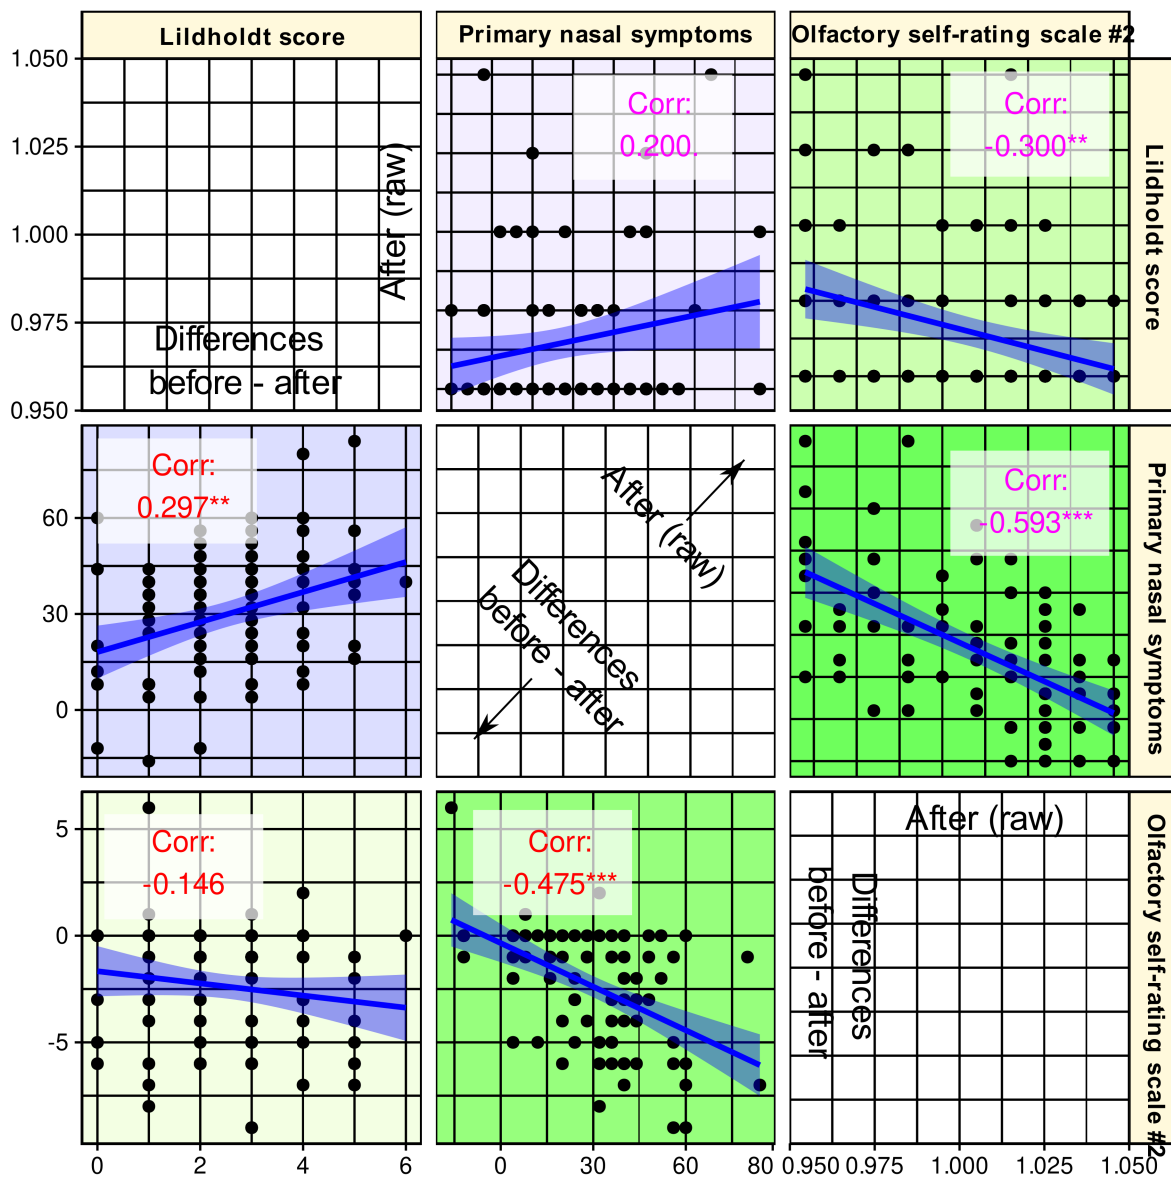 Lildholdt score
Primary nasal symptoms
Olfactory self-rating scale #2
1.050
1.025
1.000
0.975
0.950
After (raw)
Differences
before - after
Corr:
0.200.
Corr:
-0.300**
Lildholdt score
60
30
0
Corr:
0.297**
After (raw)
Differences
before - after
Corr:
-0.593***
Primary nasal symptoms
5
0
-5
Corr:
-0.146
Corr:
-0.475***
After (raw)
Differences
before - after
Olfactory self-rating scale #2
0 2 4 6
0 30 60 80
0.950 0.975 1.000 1.025 1.050